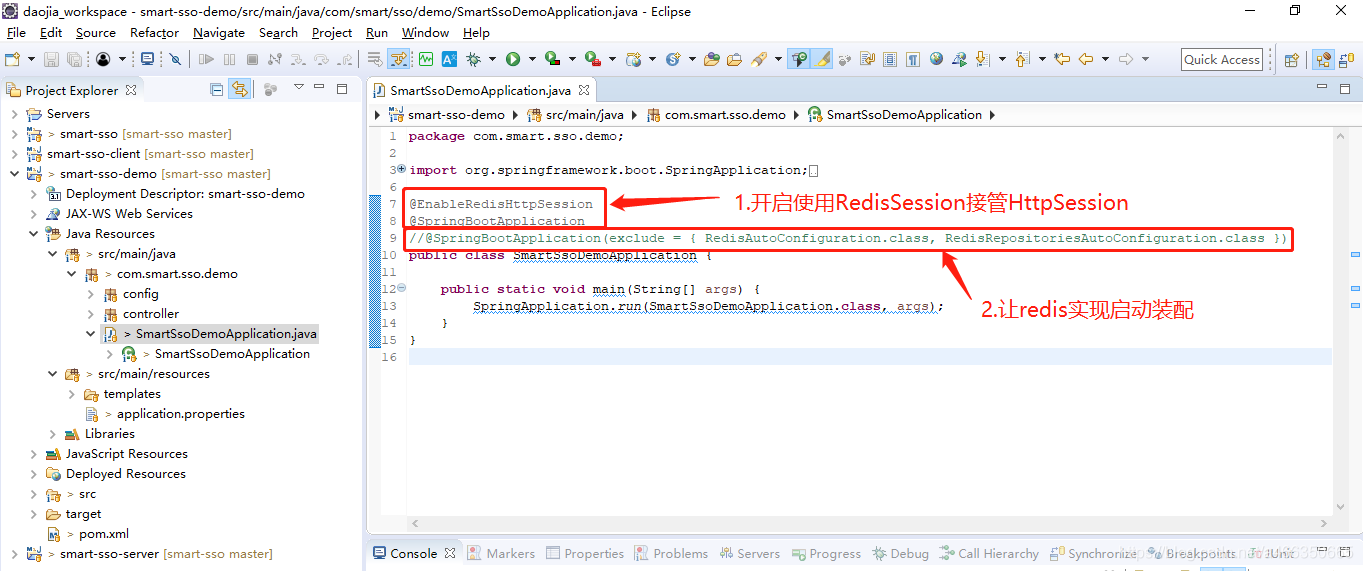 daojia_workspace - smart-sso-demo/src/main/java/com/smart/sso/demo/SmartSsoDemoApplication.java - Eclipse
File Edit Source Refactor Navigate Search Project Run Window Help
Quick Access
Project Explorer
Servers
> smart-sso [smart-sso master]
smart-sso-client [smart-sso master]
> smart-sso-demo [smart-sso master]
Deployment Descriptor: smart-sso-demo
JAX-WS Web Services
Java Resources
> src/main/java
> com.smart.sso.demo
config
controller
> SmartSsoDemoApplication.java
> SmartSsoDemoApplication
> src/main/resources
templates
> application.properties
Libraries
JavaScript Resources
Deployed Resources
> src
target
> pom.xml
> smart-sso-server [smart-sso master]
SmartSsoDemoApplication.java
smart-sso-demo src/main/java com.smart.sso.demo SmartSsoDemoApplication
1 package com.smart.sso.demo;
2
3 import org.springframework.boot.SpringApplication;
6
7 @EnableRedisHttpSession
8 @SpringBootApplication
9 //@SpringBootApplication(exclude = { RedisAutoConfiguration.class, RedisRepositoriesAutoConfiguration.class })
10 public class SmartSsoDemoApplication {
11
12 public static void main(String[] args) {
13 SpringApplication.run(SmartSsoDemoApplication.class, args);
14 }
15 }
16
1.开启使用RedisSession接管HttpSession
2.让redis实现启动装配
Console Markers Properties Problems Servers Progress Debug Call Hierarchy Synchronize Breakpoints JUnit